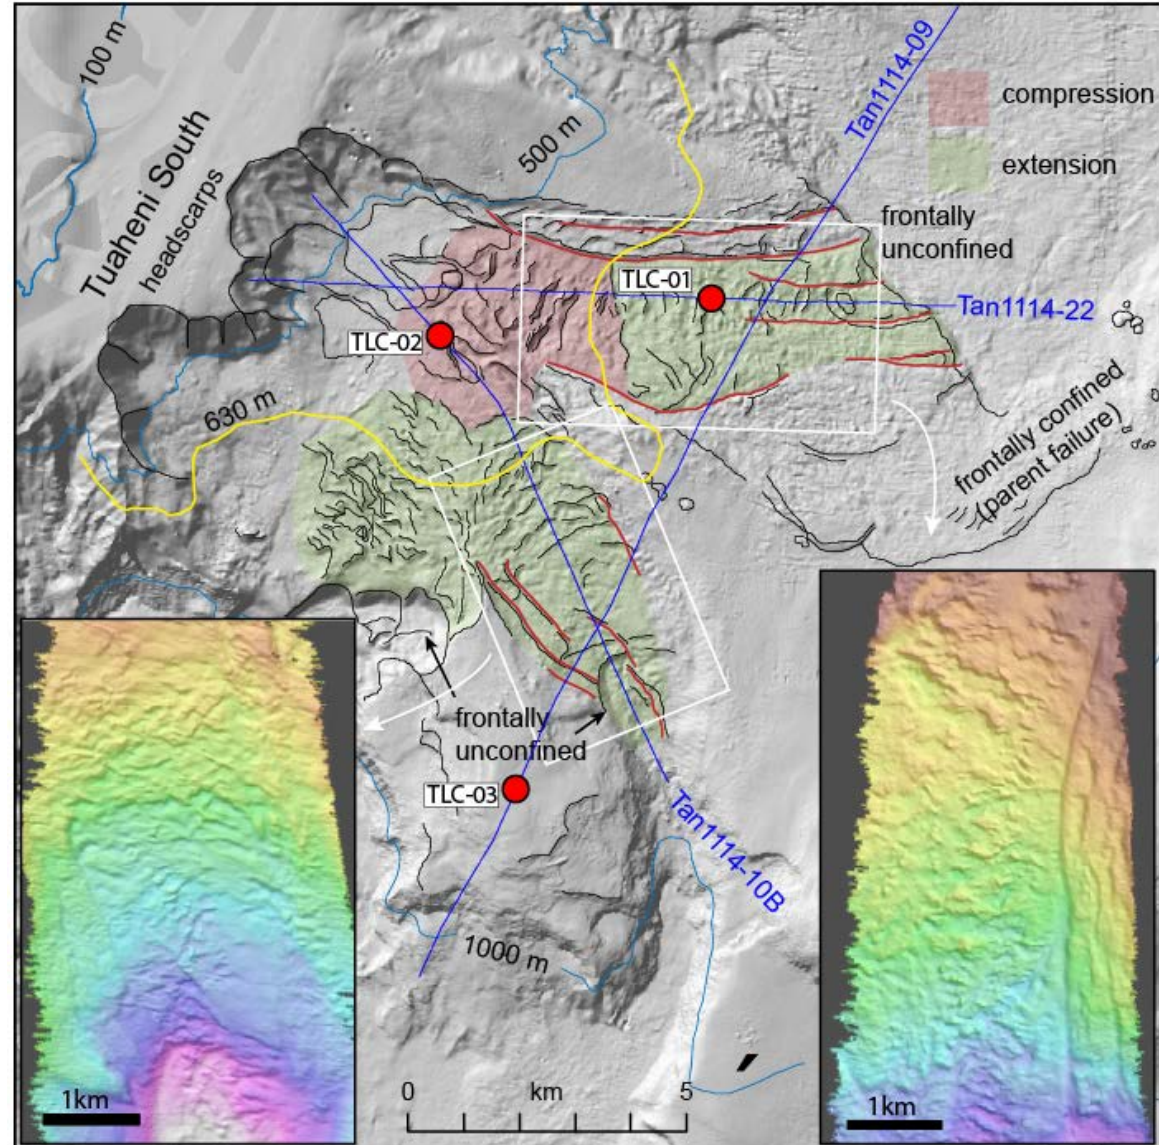 100 m
Tuaheni South
headscarps
500 m
Tan1114-09
compression
extension
frontally
unconfined
TLC-01
Tan1114-22
TLC-02
630 m
frontally confined
(parent failure)
frontally
unconfined
TLC-03
Tan1114-10B
1000 m
0 km 5
1km
1km